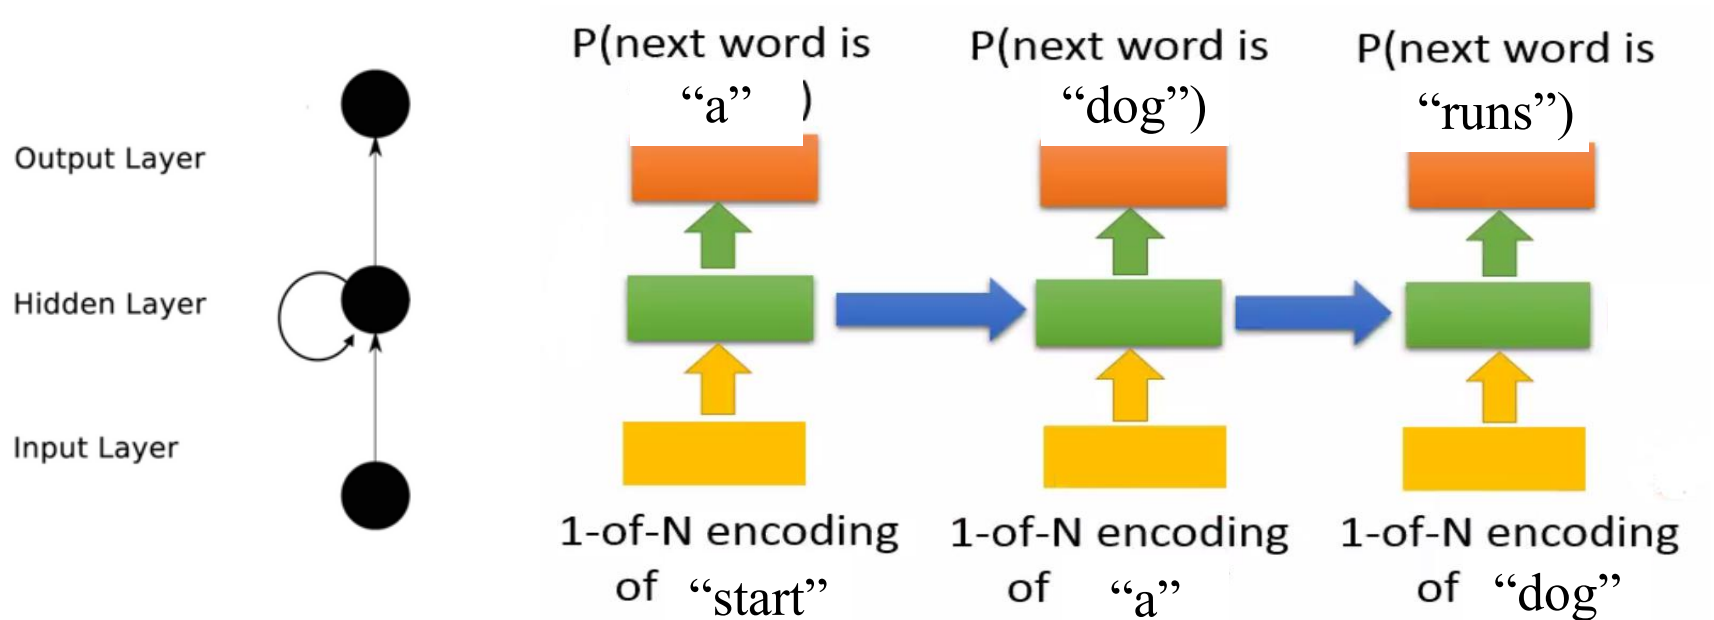 Output Layer
Hidden Layer
Input Layer
P(next word is
“a” )
P(next word is
“dog”)
P(next word is
“runs”)
1-of-N encoding
of “start”
1-of-N encoding
of “a”
1-of-N encoding
of “dog”